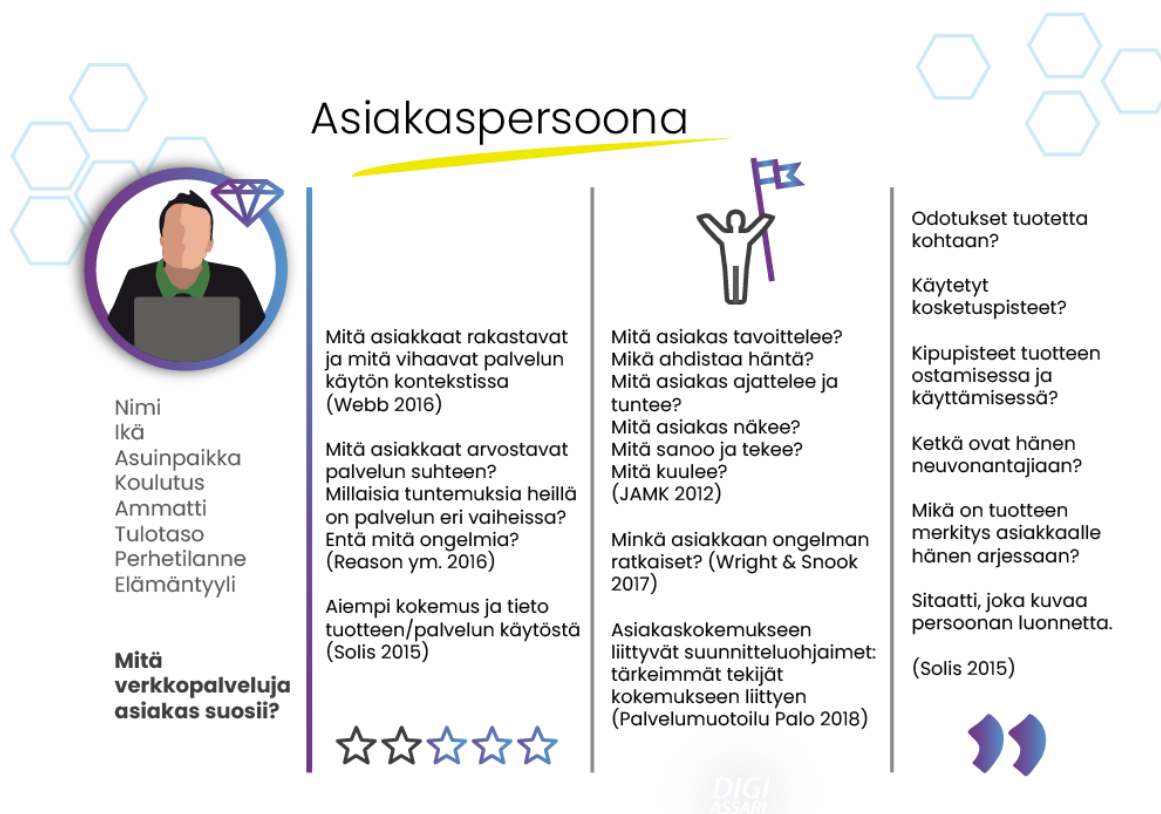 Asiakaspersoona
Nimi
Ikä
Asuinpaikka
Koulutus
Ammatti
Tulotaso
Perhetilanne
Elämäntyyli
Mitä
verkkopalveluja
asiakas suosii?
Mitä asiakkaat rakastavat
ja mitä vihaavat palvelun
käytön kontekstissa
(Webb 2016)
Mitä asiakkaat arvostavat
palvelun suhteen?
Millaisia tuntemuksia heillä
on palvelun eri vaiheissa?
Entä mitä ongelmia?
(Reason ym. 2016)
Aiempi kokemus ja tieto
tuotteen/palvelun käytöstä
(Solis 2015)
Mitä asiakas tavoittelee?
Mikä ahdistaa häntä?
Mitä asiakas ajattelee ja
tuntee?
Mitä asiakas näkee?
Mitä sanoo ja tekee?
Mitä kuulee?
(JAMK 2012)
Minkä asiakkaan ongelman
ratkaiset? (Wright & Snook
2017)
Asiakaskokemukseen
liittyvät suunnitteluohjaimet:
tärkeimmät tekijät
kokemukseen liittyen
(Palvelumuotoilu Palo 2018)
Odotukset tuotetta
kohtaan?
Käytetyt
kosketuspisteet?
Kipupisteet tuotteen
ostamisessa ja
käyttämisessä?
Ketkä ovat hänen
neuvonantajiaan?
Mikä on tuotteen
merkitys asiakkaalle
hänen arjessaan?
Sitaatti, joka kuvaa
persoonan luonnetta.
(Solis 2015)
DIGI
ASSARI